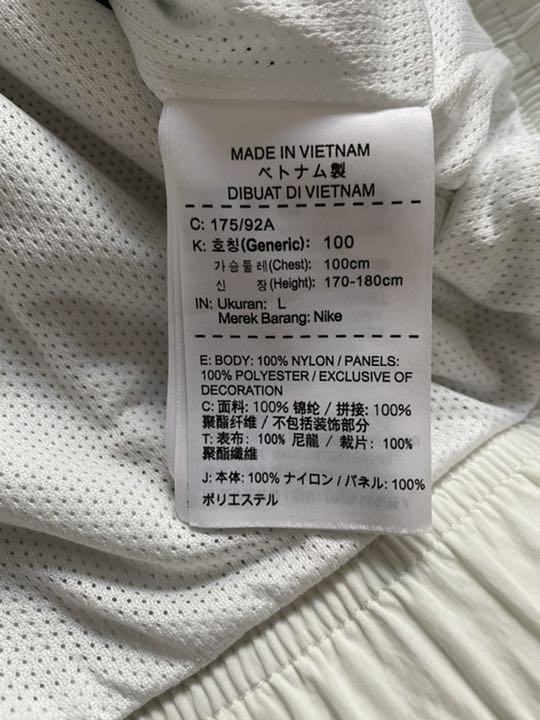 MADE IN VIETNAM
ベトナム製
DIBUAT DI VIETNAM
C: 175/92A
K: 호칭(Generic): 100
가슴둘레(Chest): 100cm
신 장(Height): 170-180cm
IN: Ukuran: L
Merek Barang: Nike
E: BODY: 100% NYLON / PANELS:
100% POLYESTER / EXCLUSIVE OF
DECORATION
C: 面料: 100% 锦纶 / 拼接: 100%
聚酯纤维 / 不包括装饰部分
T: 表布: 100% 尼龍 / 裁片: 100%
聚酯纖維
J: 本体: 100% ナイロン / パネル: 100%
ポリエステル